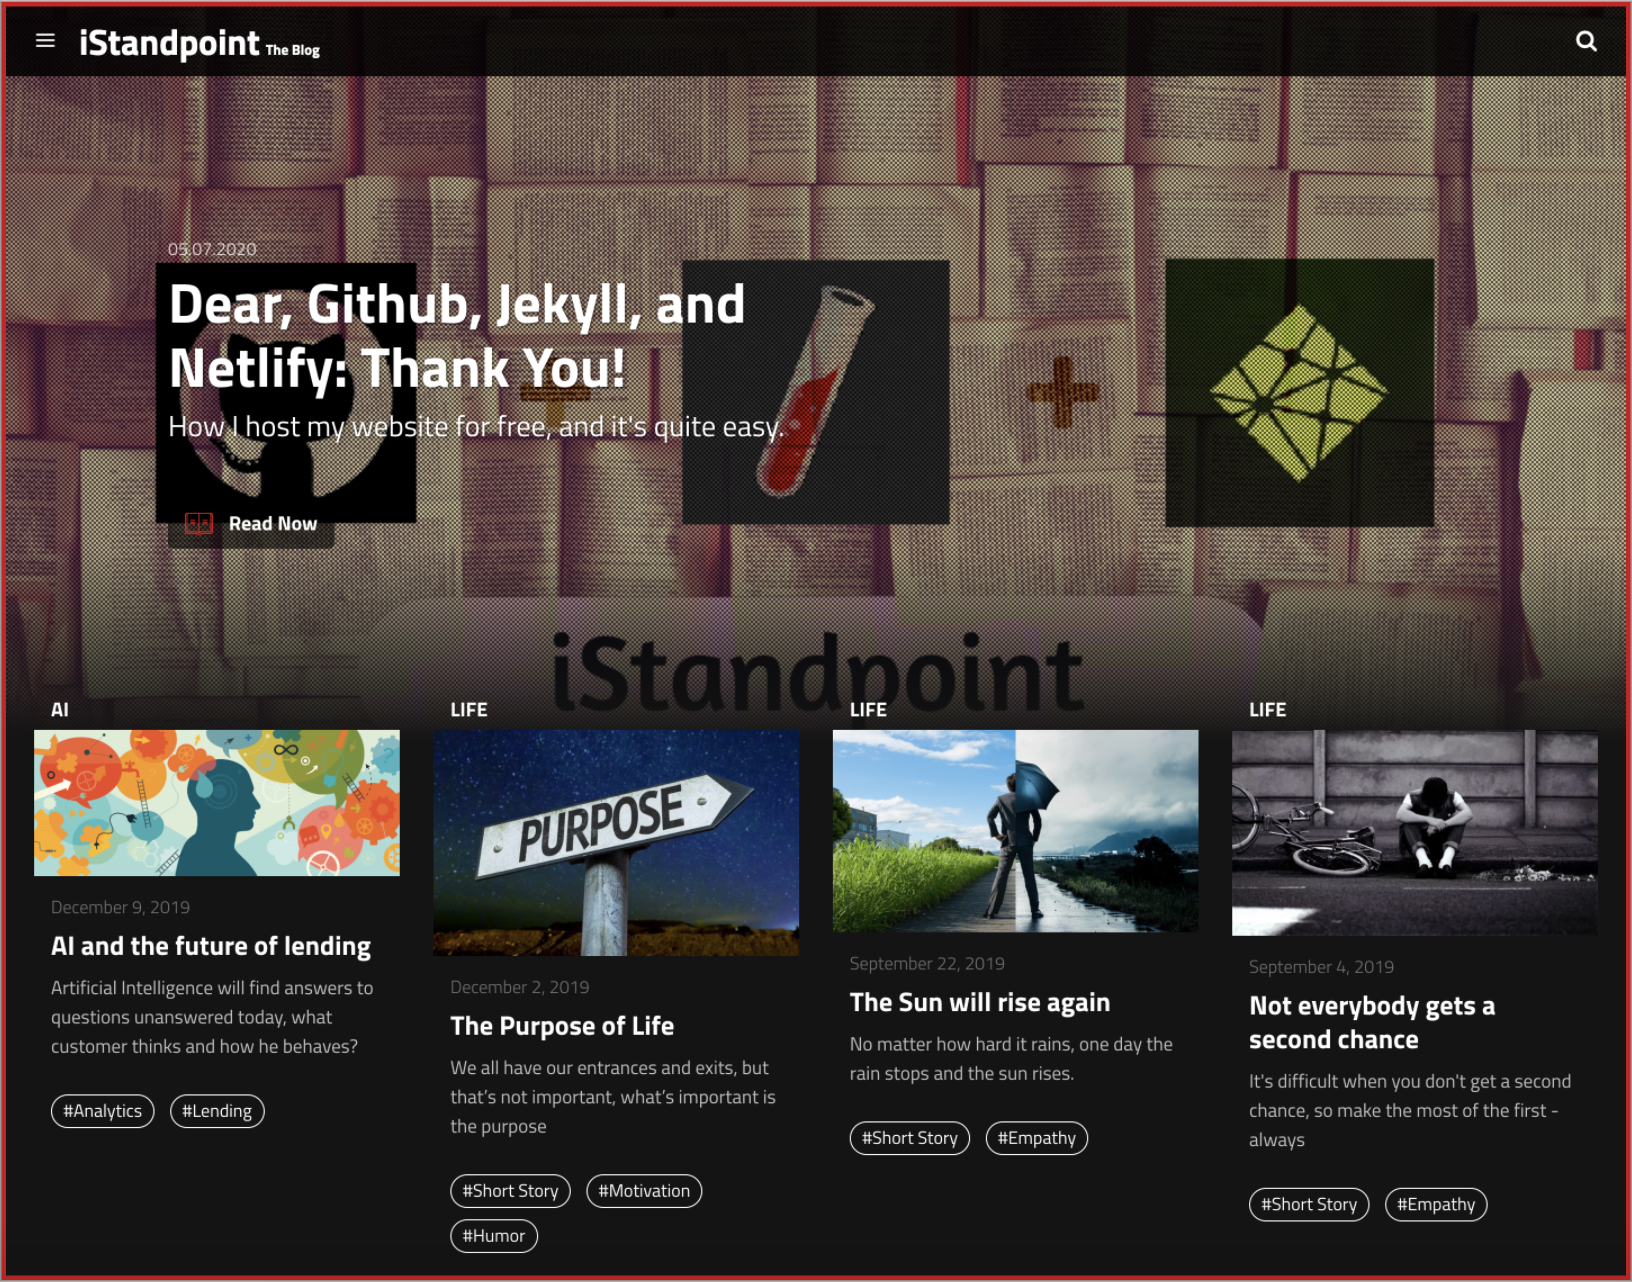 iStandpoint The Blog
05.07.2020
Dear, Github, Jekyll, and
Netlify: Thank You!
How I host my website for free, and it's quite easy.
Read Now
iStandpoint
AI
December 9, 2019
AI and the future of lending
Artificial Intelligence will find answers to
questions unanswered today, what
customer thinks and how he behaves?
#Analytics #Lending
LIFE
PURPOSE
December 2, 2019
The Purpose of Life
We all have our entrances and exits, but
that’s not important, what’s important is
the purpose
#Short Story #Motivation
#Humor
LIFE
September 22, 2019
The Sun will rise again
No matter how hard it rains, one day the
rain stops and the sun rises.
#Short Story #Empathy
LIFE
September 4, 2019
Not everybody gets a
second chance
It's difficult when you don't get a second
chance, so make the most of the first -
always
#Short Story #Empathy